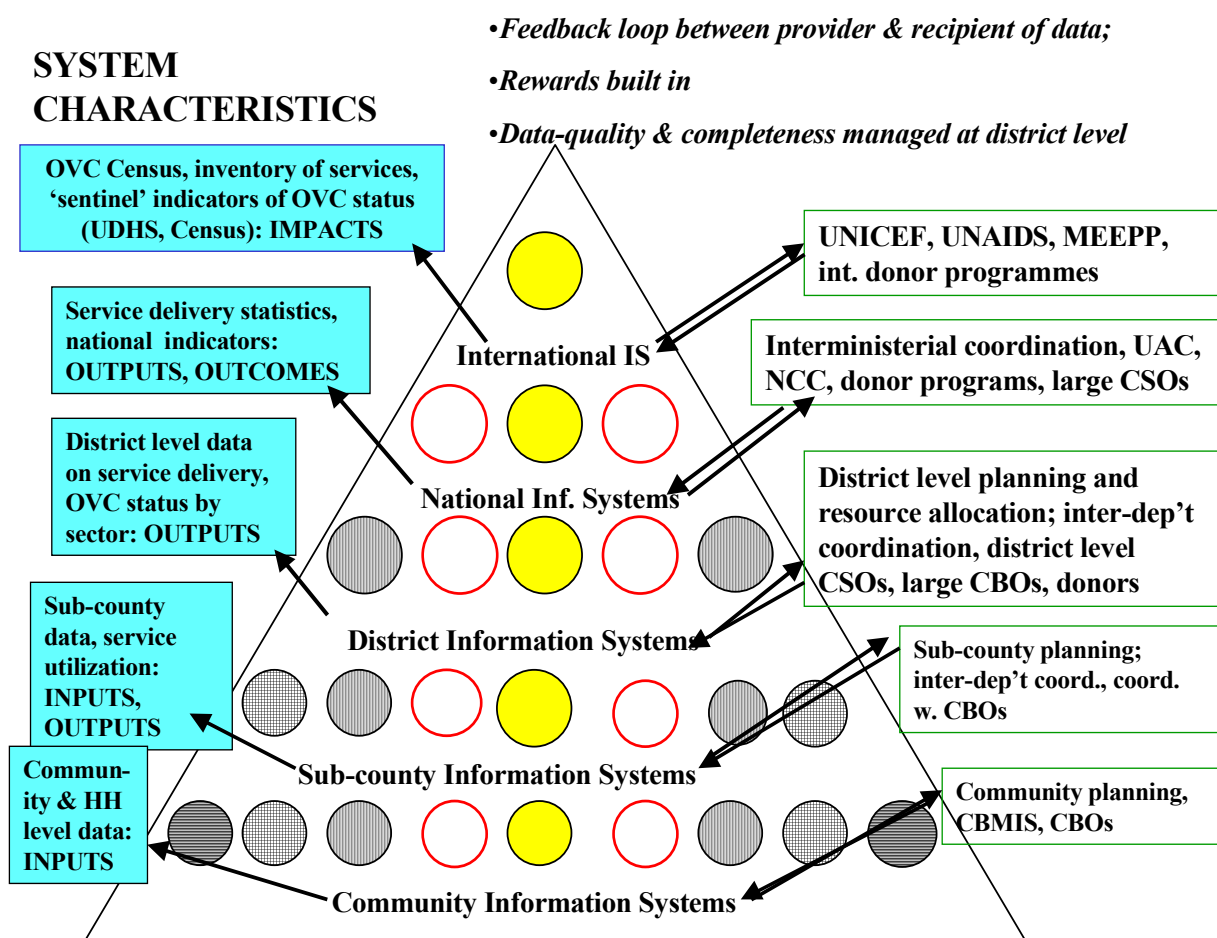 •Feedback loop between provider & recipient of data;
SYSTEM
CHARACTERISTICS
•Rewards built in
•Data-quality & completeness managed at district level
OVC Census, inventory of services,
‘sentinel’ indicators of OVC status
(UDHS, Census): IMPACTS
UNICEF, UNAIDS, MEEPP,
int. donor programmes
International IS
Service delivery statistics,
national indicators:
OUTPUTS, OUTCOMES
Interministerial coordination, UAC,
NCC, donor programs, large CSOs
National Inf. Systems
District level data
on service delivery,
OVC status by
sector: OUTPUTS
District level planning and
resource allocation; inter-dep’t
coordination, district level
CSOs, large CBOs, donors
District Information Systems
Sub-county
data, service
utilization:
INPUTS,
OUTPUTS
Sub-county planning;
inter-dep’t coord., coord.
w. CBOs
Sub-county Information Systems
Commun-
ity & HH
level data:
INPUTS
Community planning,
CBMIS, CBOs
Community Information Systems